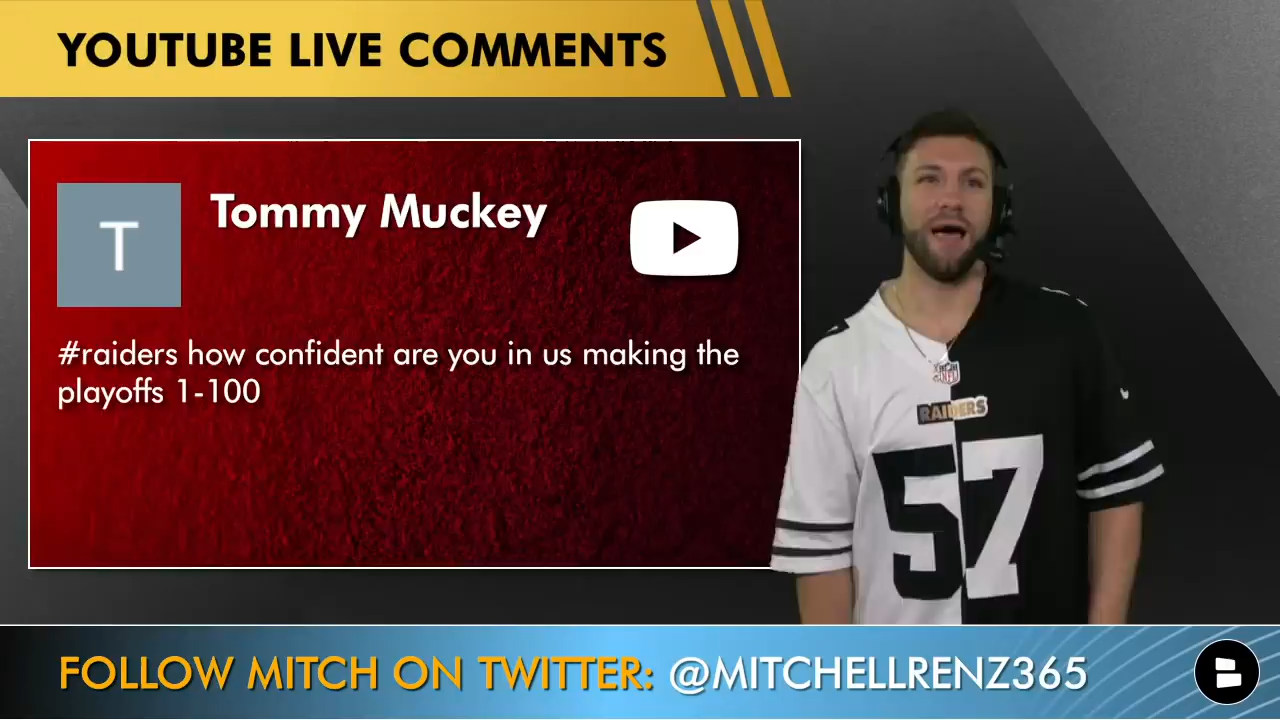 YOUTUBE LIVE COMMENTS
Tommy Muckey
T
#raiders how confident are you in us making the
playoffs 1-100
NFL
RAIDERS
57
FOLLOW MITCH ON TWITTER: @MITCHELLRENZ365